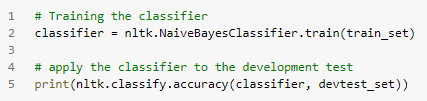 1 # Training the classifier
2 classifier = nltk.NaiveBayesClassifier.train(train_set)
3
4 # apply the classifier to the development test
5 print(nltk.classify.accuracy(classifier, devtest_set))